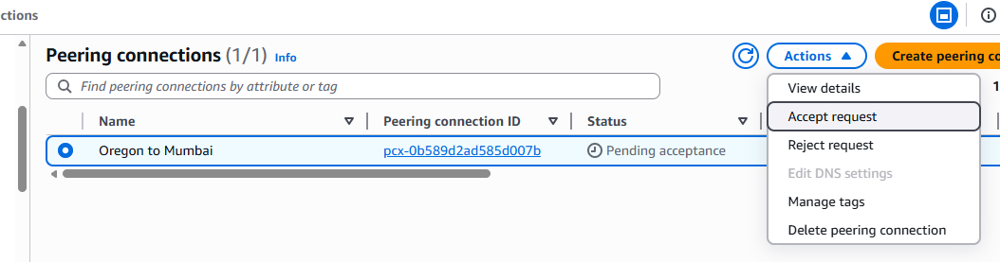 ctions
Peering connections (1/1) Info
Actions
Create peering co
Find peering connections by attribute or tag
1
Name
Peering connection ID
Status
Oregon to Mumbai
pcx-0b589d2ad585d007b
Pending acceptance
View details
Accept request
Reject request
Edit DNS settings
Manage tags
Delete peering connection